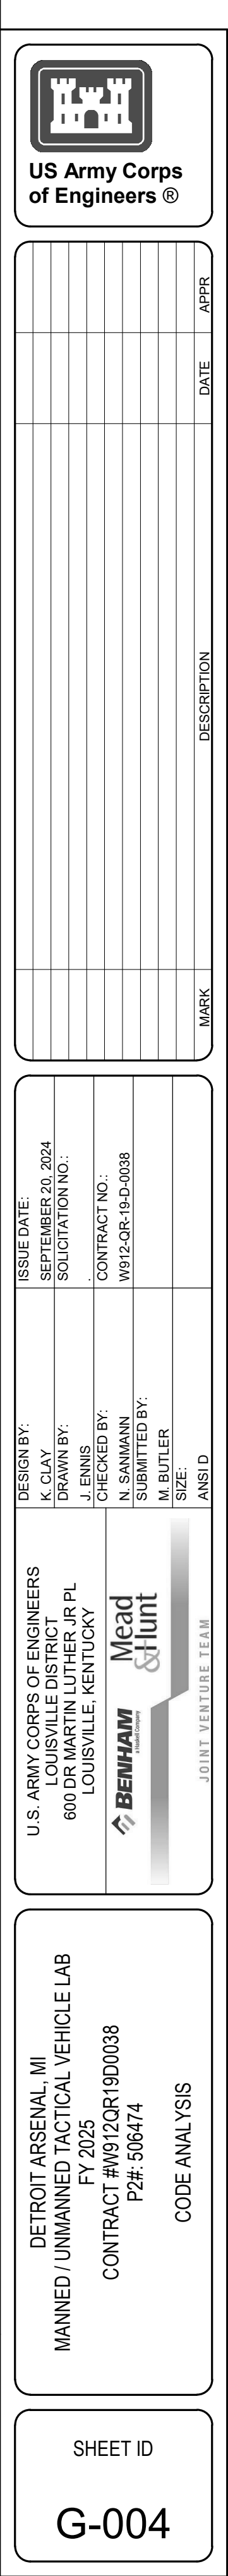 US Army Corps
of Engineers ®
APPR
DATE
DESCRIPTION
MARK
ISSUE DATE:
SEPTEMBER 20, 2024
SOLICITATION NO.:
.
CONTRACT NO.:
W912-QR-19-D-0038
DESIGN BY:
K. CLAY
DRAWN BY:
J. ENNIS
CHECKED BY:
N. SANMANN
SUBMITTED BY:
M. BUTLER
SIZE:
ANSI D
U.S. ARMY CORPS OF ENGINEERS
LOUISVILLE DISTRICT
600 DR MARTIN LUTHER JR PL
LOUISVILLE, KENTUCKY
Mead
&Hunt
BENHAM
a Haskell Company
JOINT VENTURE TEAM
DETROIT ARSENAL, MI
MANNED / UNMANNED TACTICAL VEHICLE LAB
FY 2025
CONTRACT #W912QR19D0038
P2#: 506474
CODE ANALYSIS
SHEET ID
G-004